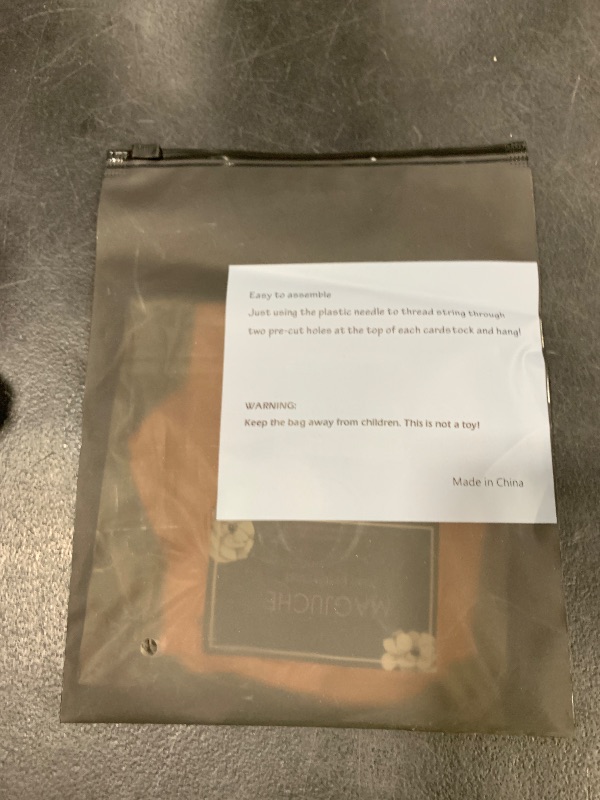 Easy to assemble
Just using the plastic needle to thread string through
two pre-cut holes at the top of each cardstock and hang!
WARNING:
Keep the bag away from children. This is not a toy!
Made in China
MAGJUCHE